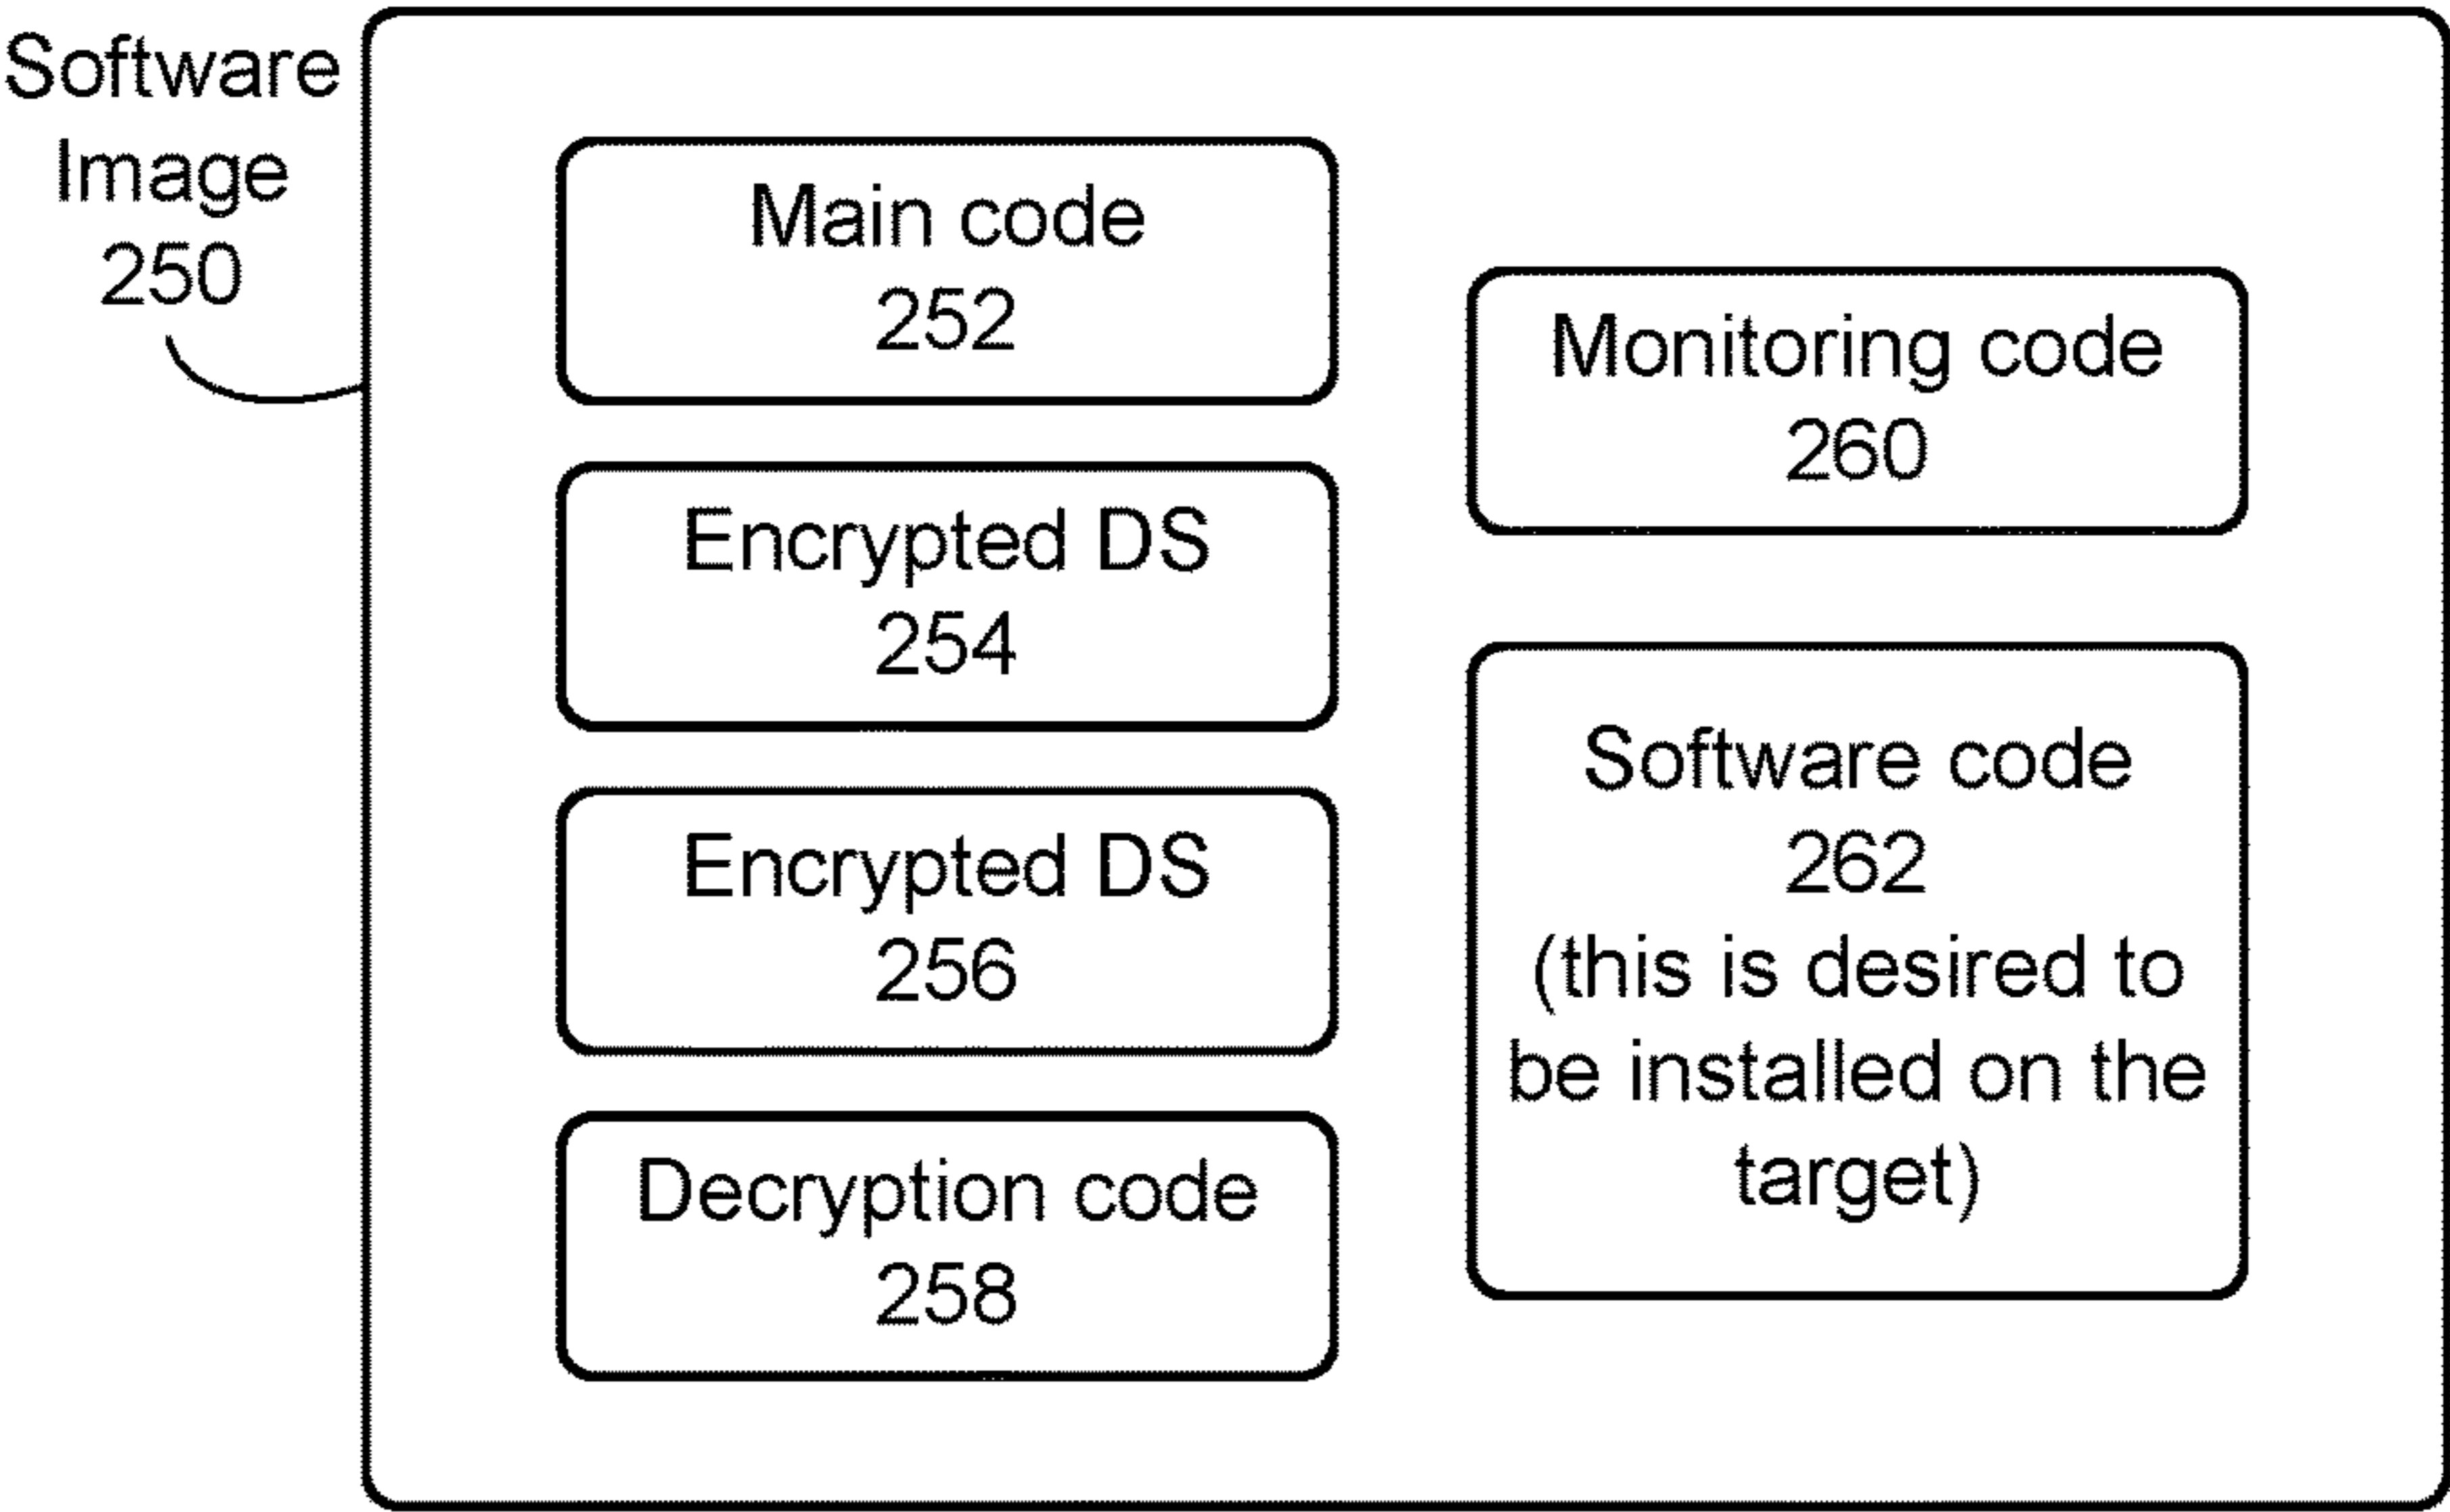 Software
Image
250
Main code
252
Encrypted DS
254
Encrypted DS
256
Decryption code
258
Monitoring code
260
Software code
262
(this is desired to
be installed on the
target)